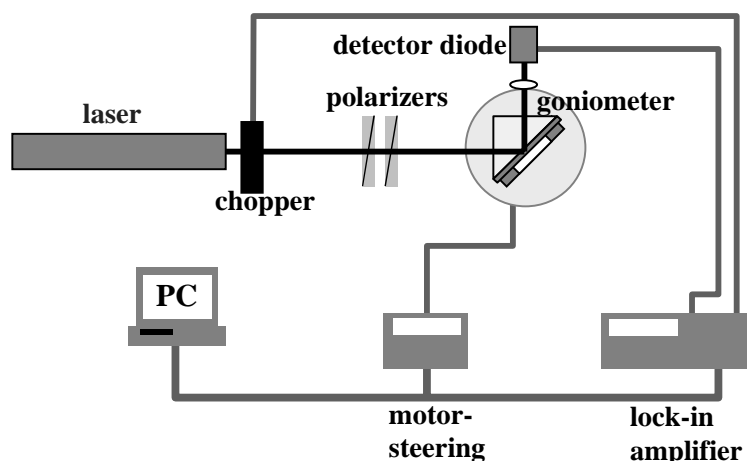 detector diode
polarizers
goniometer
laser
chopper
PC
motor-
steering
lock-in
amplifier